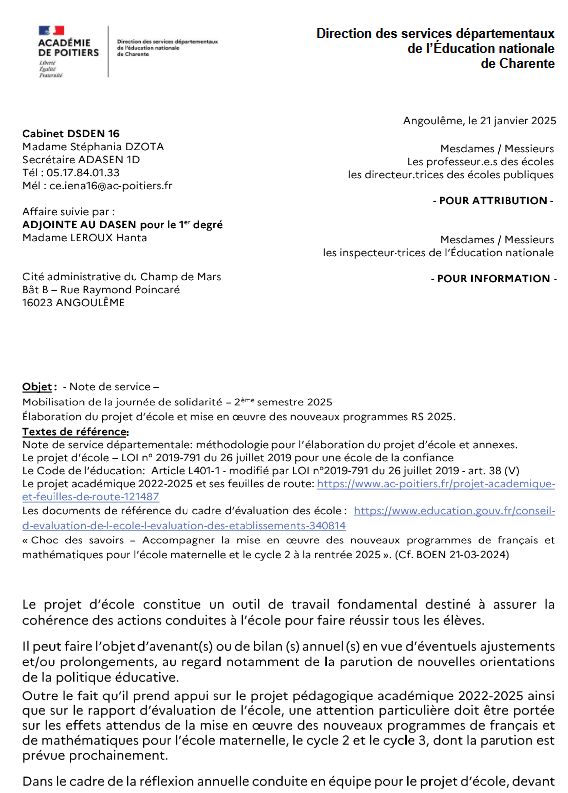 ACADÉMIE
DE POITIERS
Liberté
Égalité
Fraternité
Direction des services départementaux
de l'éducation nationale
de Charente
Direction des services départementaux
de l'Éducation nationale
de Charente
Angoulême, le 21 janvier 2025
Cabinet DSDEN 16
Madame Stéphania DZOTA
Secrétaire ADASEN 1D
Tél : 05.17.84.01.33
Mél : ce.iena16@ac-poitiers.fr
Affaire suivie par :
ADJOINTE AU DASEN pour le 1er degré
Madame LEROUX Hanta
Cité administrative du Champ de Mars
Bât B – Rue Raymond Poincaré
16023 ANGOULÊME
Mesdames / Messieurs
Les professeur.e.s des écoles
les directeur.trices des écoles publiques
- POUR ATTRIBUTION -
Mesdames / Messieurs
les inspecteur·trices de l'Éducation nationale
- POUR INFORMATION -
Objet : - Note de service –
Mobilisation de la journée de solidarité – 2ème semestre 2025
Élaboration du projet d'école et mise en œuvre des nouveaux programmes RS 2025.
Textes de référence:
Note de service départementale: méthodologie pour l'élaboration du projet d'école et annexes.
Le projet d'école – LOI n° 2019-791 du 26 juillet 2019 pour une école de la confiance
Le Code de l'éducation: Article L401-1 - modifié par LOI n°2019-791 du 26 juillet 2019 - art. 38 (V)
Le projet académique 2022-2025 et ses feuilles de route: https://www.ac-poitiers.fr/projet-academique-
et-feuilles-de-route-121487
Les documents de référence du cadre d'évaluation des école : https://www.education.gouv.fr/conseil-
d-evaluation-de-l-ecole-l-evaluation-des-etablissements-340814
« Choc des savoirs – Accompagner la mise en œuvre des nouveaux programmes de français et
mathématiques pour l'école maternelle et le cycle 2 à la rentrée 2025 ». (Cf. BOEN 21-03-2024)
Le projet d'école constitue un outil de travail fondamental destiné à assurer la
cohérence des actions conduites à l'école pour faire réussir tous les élèves.
Il peut faire l'objet d'avenant(s) ou de bilan (s) annuel (s) en vue d'éventuels ajustements
et/ou prolongements, au regard notamment de la parution de nouvelles orientations
de la politique éducative.
Outre le fait qu'il prend appui sur le projet pédagogique académique 2022-2025 ainsi
que sur le rapport d'évaluation de l'école, une attention particulière doit être portée
sur les effets attendus de la mise en œuvre des nouveaux programmes de français et
de mathématiques pour l'école maternelle, le cycle 2 et le cycle 3, dont la parution est
prévue prochainement.
Dans le cadre de la réflexion annuelle conduite en équipe pour le projet d'école, devant